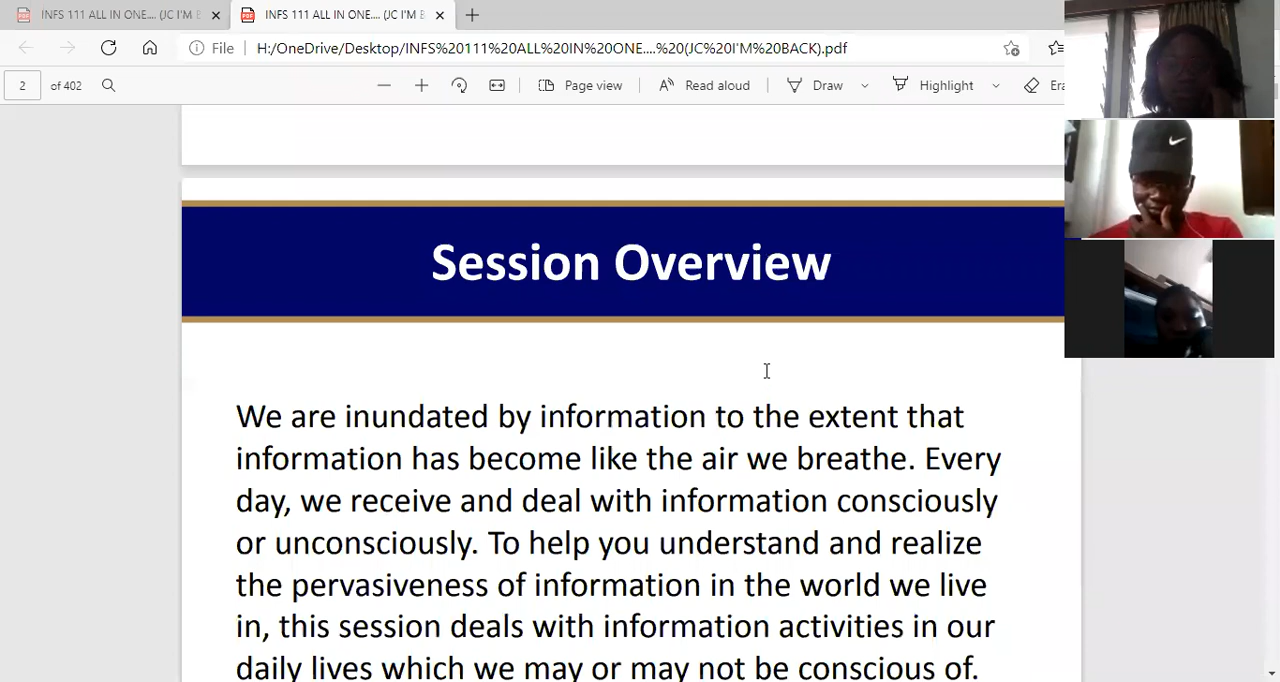 INFS 111 ALL IN ONE.... (JC I'M B
INFS 111 ALL IN ONE.... (JC I'M B
File
H:/OneDrive/Desktop/INFS%20111%20ALL%20IN%20ONE....%20(JC%20I'M%20BACK).pdf
2 of 402
Page view
Read aloud
Draw
Highlight
Era
Session Overview
We are inundated by information to the extent that
information has become like the air we breathe. Every
day, we receive and deal with information consciously
or unconsciously. To help you understand and realize
the pervasiveness of information in the world we live
in, this session deals with information activities in our
daily lives which we may or may not be conscious of.